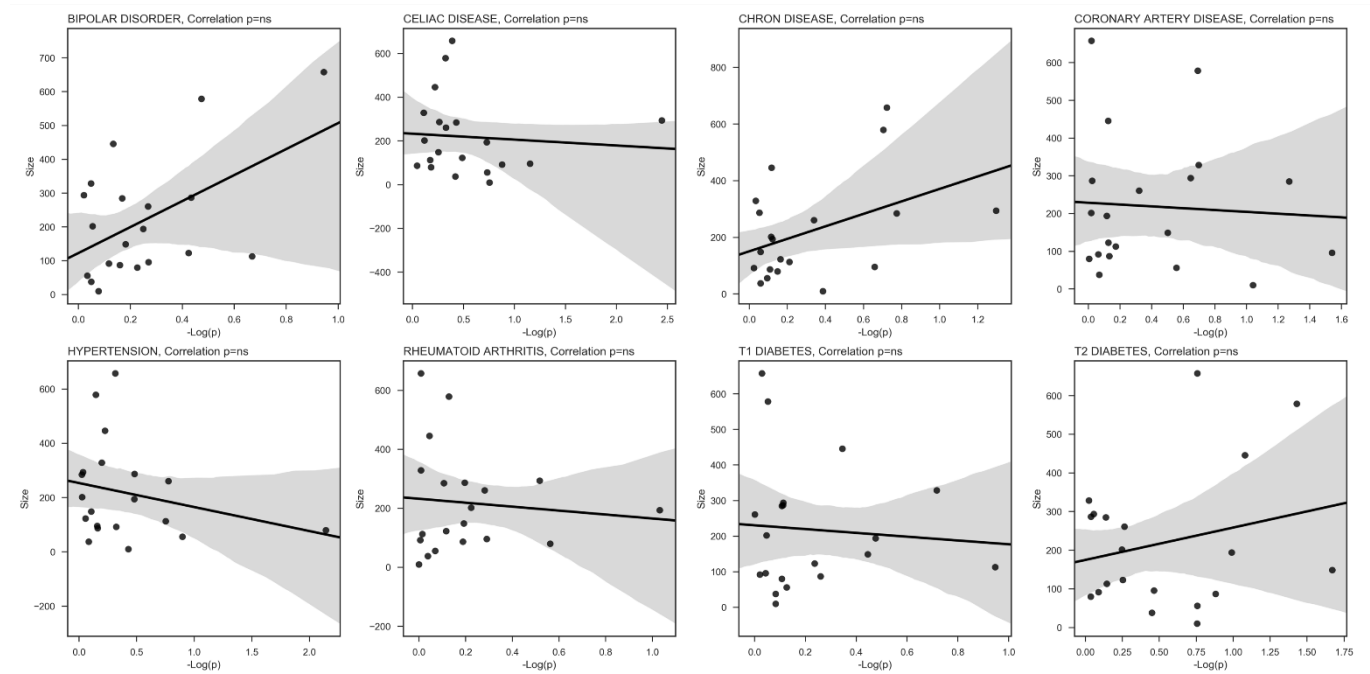 BIPOLAR DISORDER, Correlation p=ns
CELIAC DISEASE, Correlation p=ns
CHRON DISEASE, Correlation p=ns
CORONARY ARTERY DISEASE, Correlation p=ns
Size
700
600
500
400
300
200
100
0
0.0 0.2 0.4 0.6 0.8 1.0
-Log(p)
Size
600
400
200
0
−200
−400
0.0 0.5 1.0 1.5 2.0 2.5
-Log(p)
Size
800
600
400
200
0
0.0 0.2 0.4 0.6 0.8 1.0 1.2
-Log(p)
Size
600
500
400
300
200
100
0
0.0 0.2 0.4 0.6 0.8 1.0 1.2 1.4 1.6
-Log(p)
HYPERTENSION, Correlation p=ns
RHEUMATOID ARTHRITIS, Correlation p=ns
T1 DIABETES, Correlation p=ns
T2 DIABETES, Correlation p=ns
Size
600
400
200
0
−200
0.0 0.5 1.0 1.5 2.0
-Log(p)
Size
600
400
200
0
−200
0.0 0.2 0.4 0.6 0.8 1.0
-Log(p)
Size
600
500
400
300
200
100
0
0.0 0.2 0.4 0.6 0.8 1.0
-Log(p)
Size
600
500
400
300
200
100
0
0.00 0.25 0.50 0.75 1.00 1.25 1.50 1.75
-Log(p)